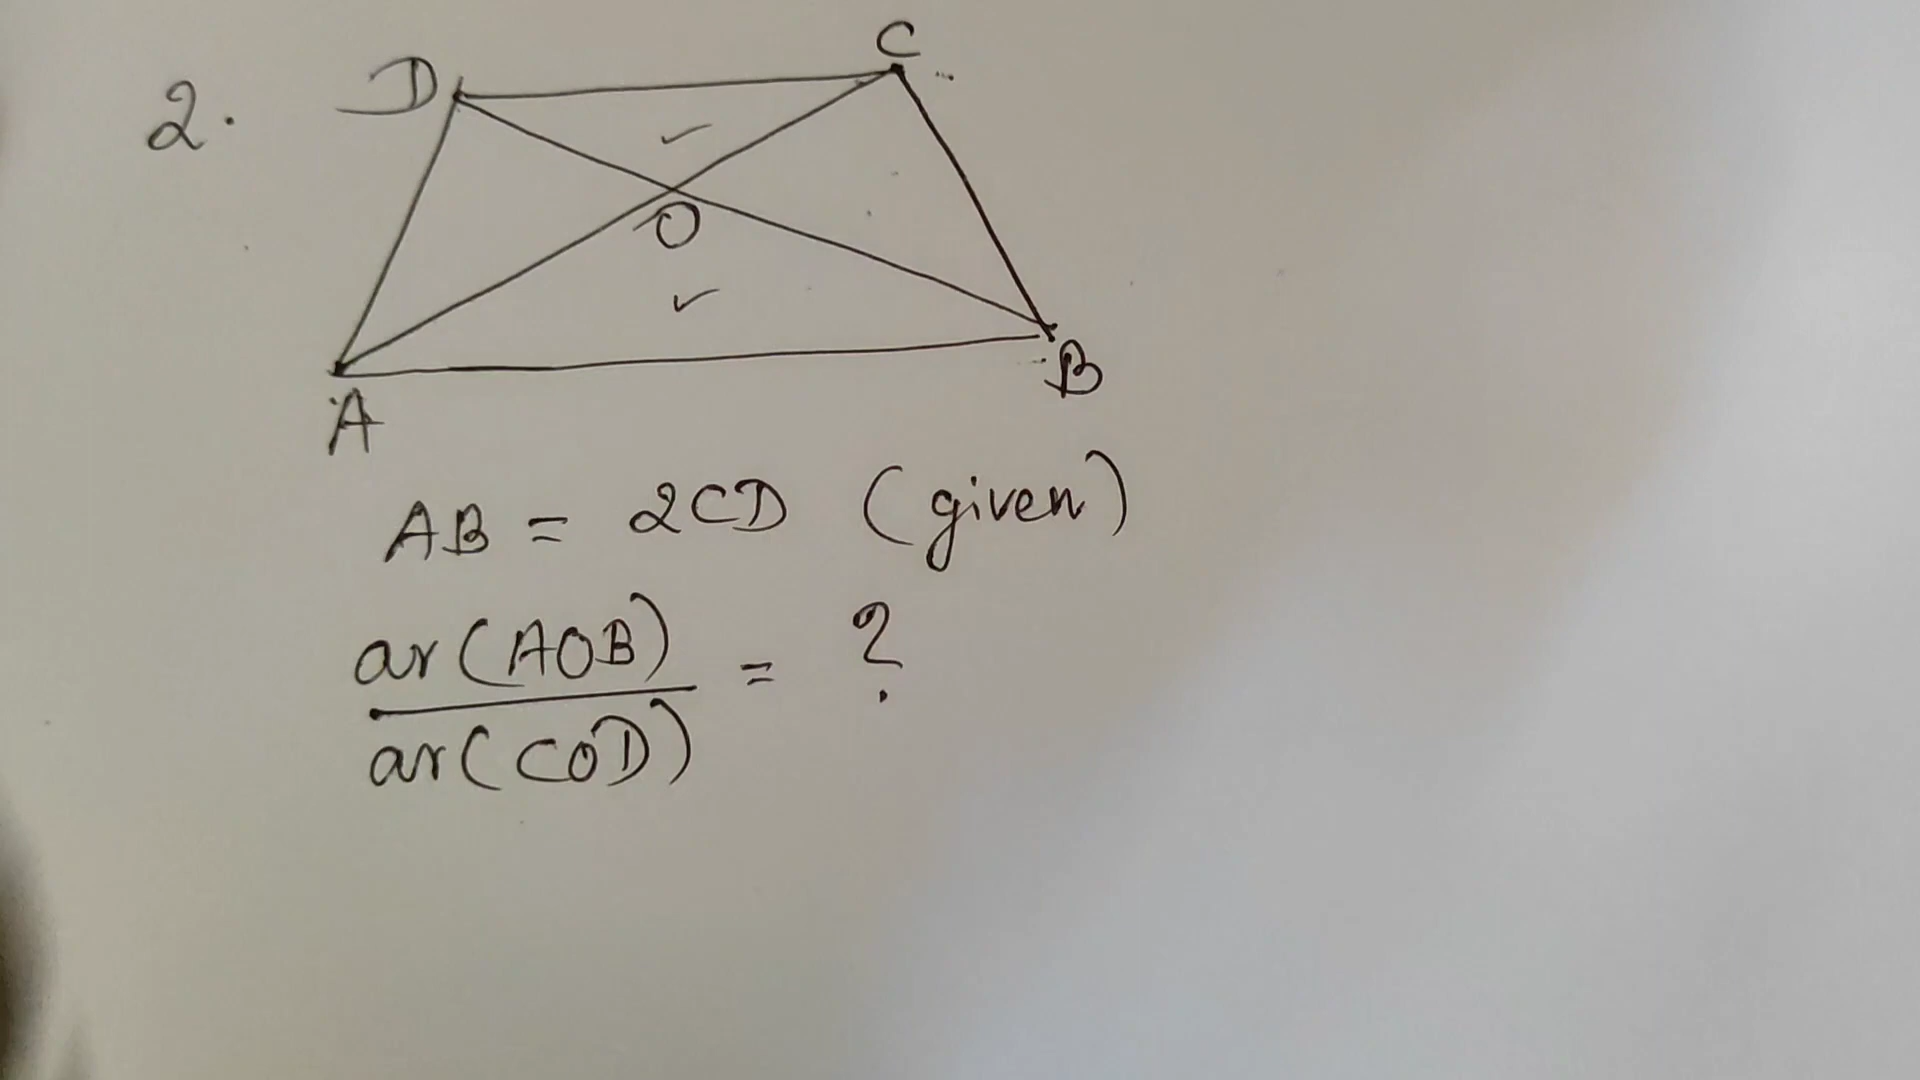 2.
D
C
O
A
B
AB = 2CD (given)
ar(AOB)
= ?
ar(COD)